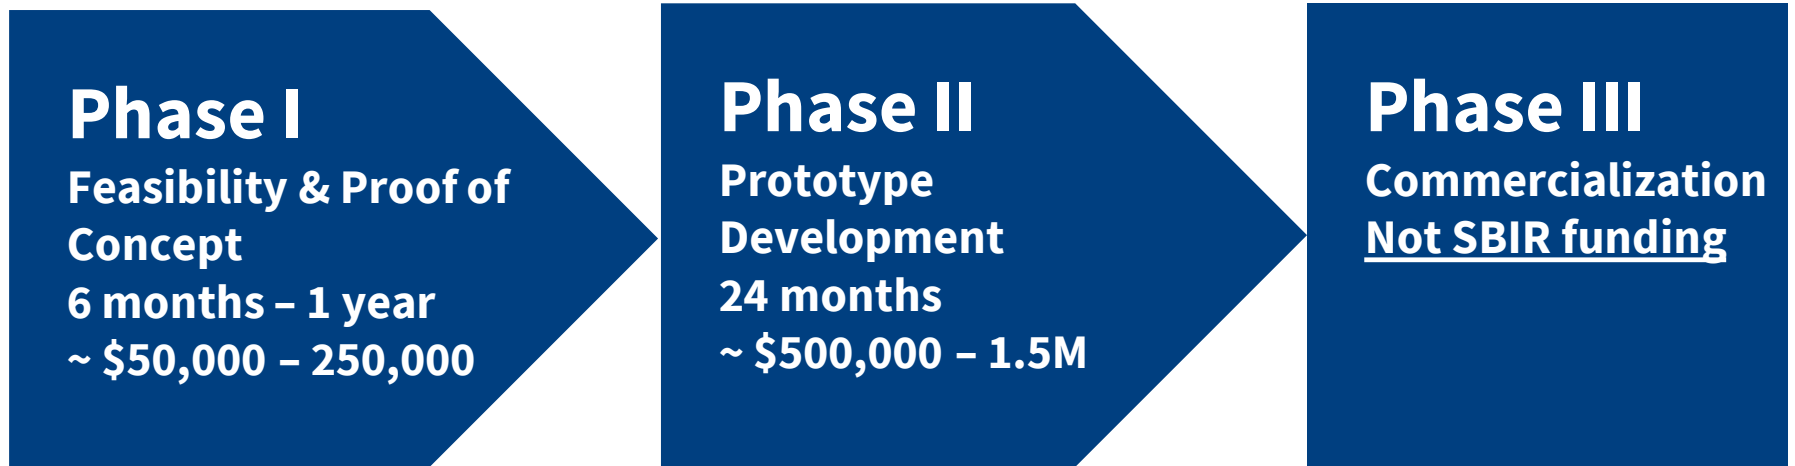 Phase I
Feasibility & Proof of
Concept
6 months – 1 year
~ $50,000 – 250,000
Phase II
Prototype
Development
24 months
~ $500,000 – 1.5M
Phase III
Commercialization
Not SBIR funding